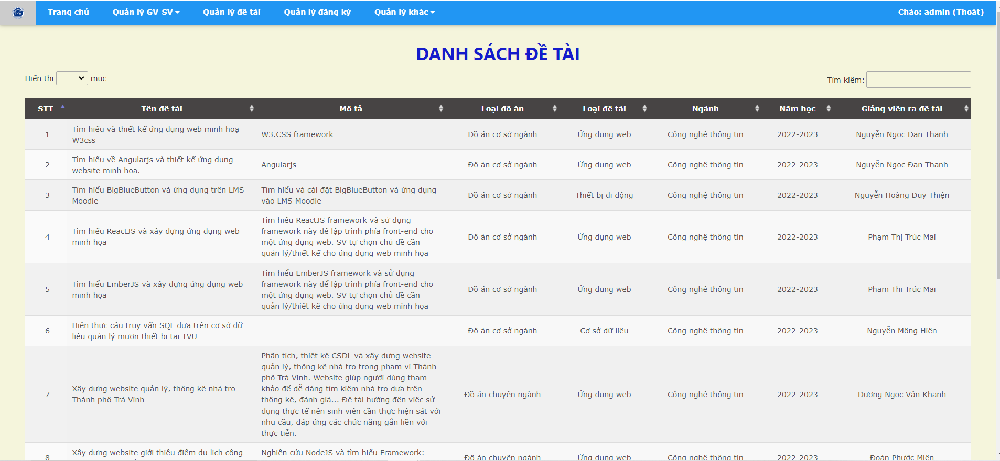 Trang chủ Quản lý GV-SV Quản lý đề tài Quản lý đăng ký Quản lý khác Chào: admin (Thoát)
DANH SÁCH ĐỀ TÀI
Hiển thị mục Tìm kiếm:
STT Tên đề tài Mô tả Loại đồ án Loại đề tài Ngành Năm học Giảng viên ra đề tài
1
Tìm hiểu và thiết kế ứng dụng web minh hoạ
W3css
W3.CSS framework
Đồ án cơ sở ngành
Ứng dụng web
Công nghệ thông tin
2022-2023
Nguyễn Ngọc Đan Thanh
2
Tìm hiểu về Angularjs và thiết kế ứng dụng
website minh hoạ.
Angularjs
Đồ án cơ sở ngành
Ứng dụng web
Công nghệ thông tin
2022-2023
Nguyễn Ngọc Đan Thanh
3
Tìm hiểu BigBlueButton và ứng dụng trên LMS
Moodle
Tìm hiểu và cài đặt BigBlueButton và ứng dụng
vào LMS Moodle
Đồ án cơ sở ngành
Thiết bị di động
Công nghệ thông tin
2022-2023
Nguyễn Hoàng Duy Thiện
4
Tìm hiểu ReactJS và xây dựng ứng dụng web
minh họa
Tìm hiểu ReactJS framework và sử dụng
framework này để lập trình phía front-end cho
một ứng dụng web. SV tự chọn chủ đề cần
quản lý/thiết kế cho ứng dụng web minh họa
Đồ án cơ sở ngành
Ứng dụng web
Công nghệ thông tin
2022-2023
Phạm Thị Trúc Mai
5
Tìm hiểu EmberJS và xây dựng ứng dụng web
minh họa
Tìm hiểu EmberJS framework và sử dụng
framework này để lập trình phía front-end cho
một ứng dụng web. SV tự chọn chủ đề cần
quản lý/thiết kế cho ứng dụng web minh họa
Đồ án cơ sở ngành
Ứng dụng web
Công nghệ thông tin
2022-2023
Phạm Thị Trúc Mai
6
Hiện thực câu truy vấn SQL dựa trên cơ sở dữ
liệu quản lý mượn thiết bị tại TVU
Đồ án cơ sở ngành
Cơ sở dữ liệu
Công nghệ thông tin
2022-2023
Nguyễn Mộng Hiền
7
Xây dựng website quản lý, thống kê nhà trọ
Thành phố Trà Vinh
Phân tích, thiết kế CSDL và xây dựng website
quản lý, thống kế nhà trọ trong phạm vi Thành
phố Trà Vinh. Website giúp người dùng tham
khảo để dễ dàng tìm kiếm nhà trọ dựa trên
thống kế, đánh giá... Đề tài hướng đến việc sử
dụng thực tế nên sinh viên cần thực hiện sát với
nhu cầu, đáp ứng các chức năng gắn liền với
thực tiễn.
Đồ án chuyên ngành
Ứng dụng web
Công nghệ thông tin
2022-2023
Dương Ngọc Vân Khanh
8
Xây dựng website giới thiệu điểm du lịch cộng
Nghiên cứu NodeJS và tìm hiểu Framework:
Đồ án chuyên ngành
Ứng dụng web
Công nghệ thông tin
2022-2023
Đoàn Phước Miền